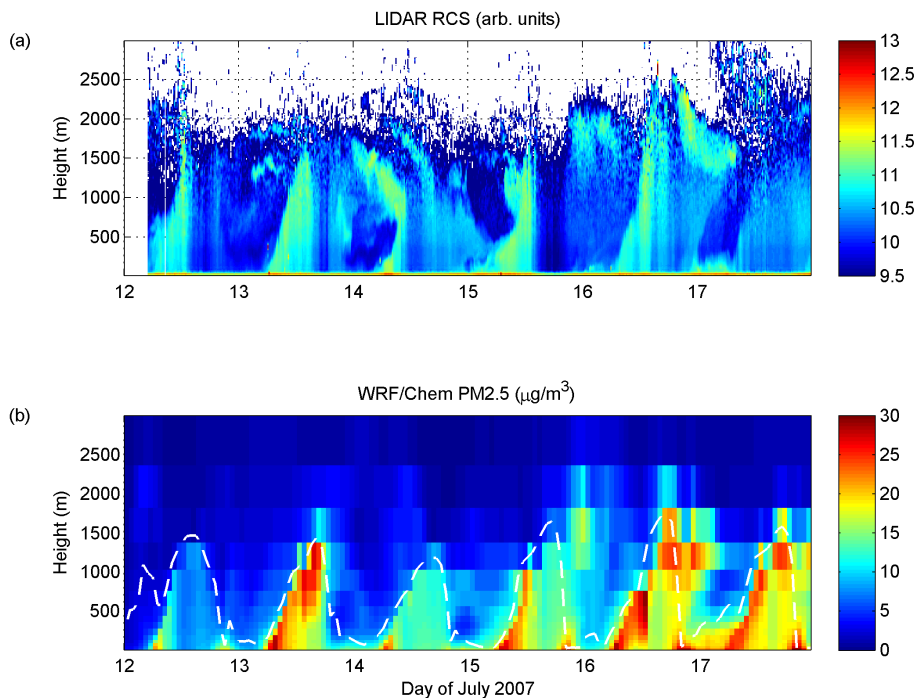 LIDAR RCS (arb. units)
(a)
Height (m)
2500
2000
1500
1000
500
12 13 14 15 16 17
13
12.5
12
11.5
11
10.5
10
9.5
WRF/Chem PM2.5 (μg/m³)
(b)
Height (m)
2500
2000
1500
1000
500
12 13 14 15 16 17
Day of July 2007
30
25
20
15
10
5
0